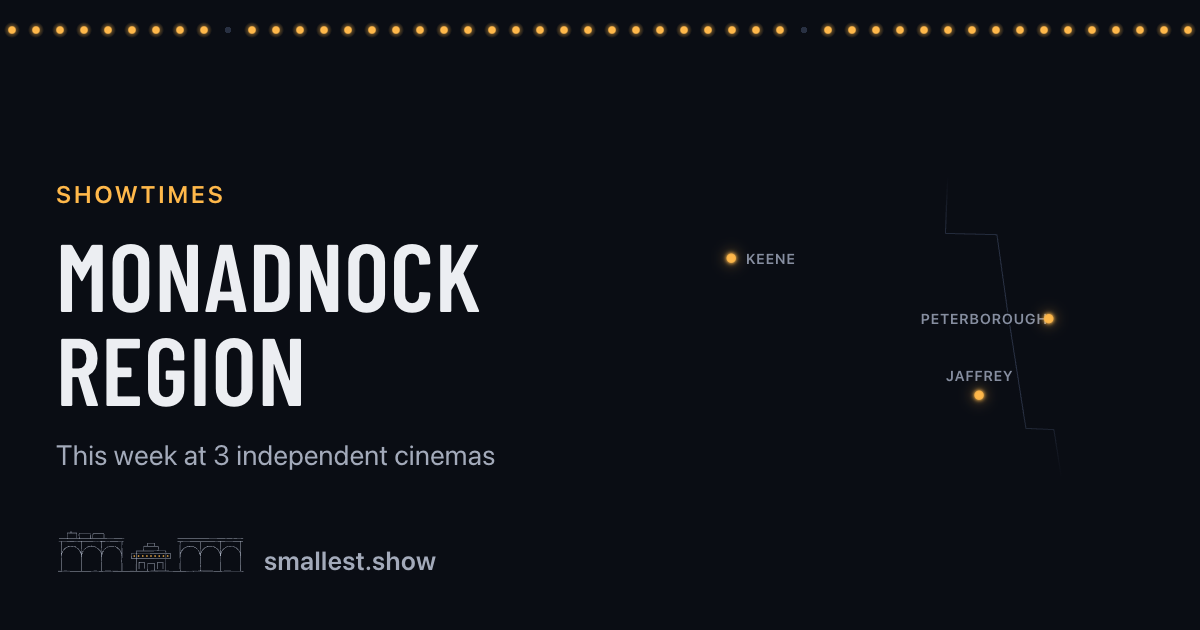 SHOWTIMES
MONADNOCK
REGION
This week at 3 independent cinemas
smallest.show
KEENE
PETERBOROUGH
JAFFREY